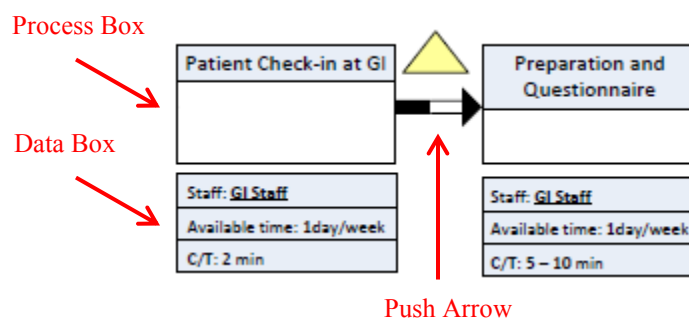 Process Box
Patient Check-in at GI
Preparation and
Questionnaire
Data Box
Staff: GI Staff
Available time: 1day/week
C/T: 2 min
Staff: GI Staff
Available time: 1day/week
C/T: 5 – 10 min
Push Arrow